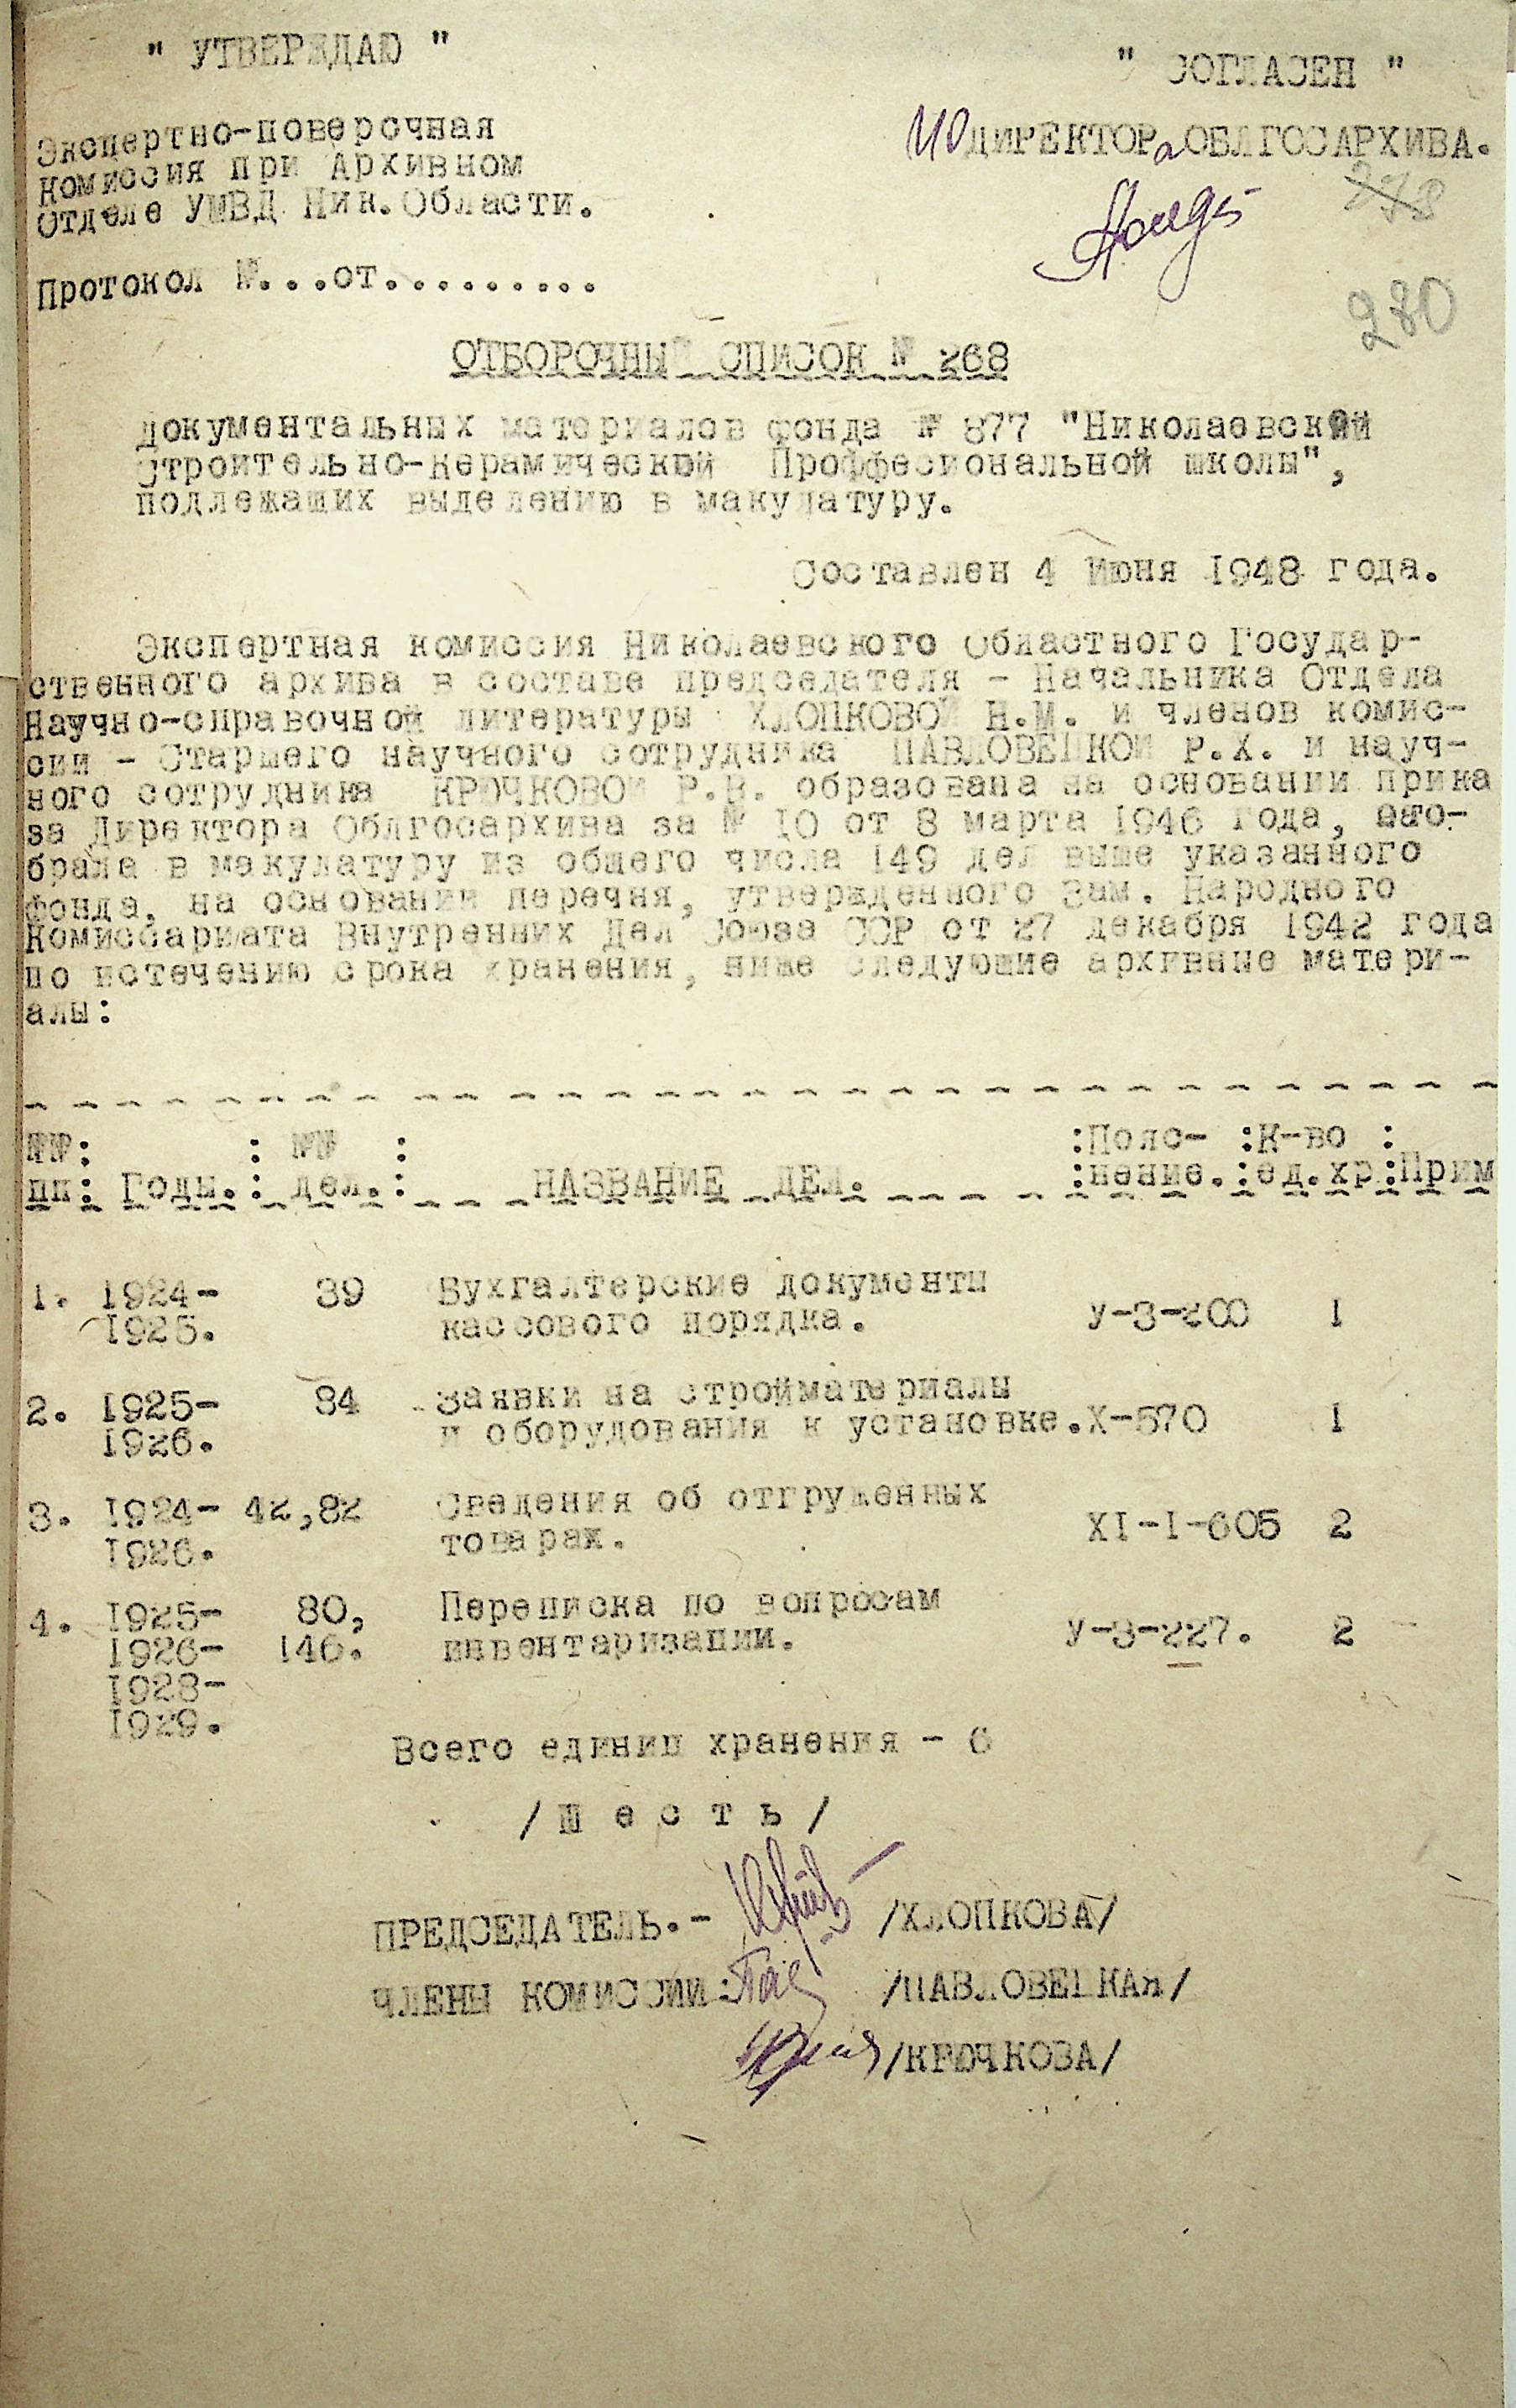 " УТВЕРЖДАЮ "
" СОГЛАСЕН "
Экспертно-поверочная
комиссия при Архивном
отделе УМВД Ник.Области.
Протокол №...от..........
ИО ДИРЕКТОРа ОБЛГОСАРХИВА.
278
280
ОТБОРОЧНЫЙ СПИСОК № 268
документальных материалов фонда № 877 "Николаевской
строительно-керамической Проффесиональной школы",
подлежащих выделению в макулатуру.
Составлен 4 июня 1948 года.
Экспертная комиссия Николаевского Областного Государ-
ственного архива в составе председателя - Начальника Отдела
Научно-справочной литературы ХЛОПКОВОЙ Н.М. и членов комис-
сии - Старшего научного сотрудника ПАВЛОВЕЦКОЙ Р.Х. и науч-
ного сотрудника КРЮЧКОВОЙ Р.В. образована на основании прика
за Директора Облгосархива за № 10 от 8 марта 1946 года, ото-
брала в макулатуру из общего числа 149 дел выше указанного
фонда, на основании перечня, утвержденного Зам. Народного
Комиссариата Внутренних Дел Союза ССР от 27 декабря 1942 года
по истечению срока хранения, ниже следующие архивные матери-
алы:
№№: : №№ : :Пояс- :К-во :
пп: Годы.: дел.: НАЗВАНИЕ ДЕЛ. :нение.:ед.хр:Прим
1. 1924- 39 Бухгалтерские документы
1925. кассового порядка. У-3-200 1
2. 1925- 84 Заявки на стройматериалы
1926. и оборудования к установке. Х-570 1
3. 1924- 42,82 Сведения об отгруженных
1926. товарах. ХI-I-605 2
4. 1925- 80, Переписка по вопросам
1926- 146. инвентаризации. У-3-227. 2
1928-
1929.
Всего единиц хранения - 6
/Ш е с т ь/
ПРЕДСЕДАТЕЛЬ.- /ХЛОПКОВА/
ЧЛЕНЫ КОМИССИИ: /ПАВЛОВЕЦКАЯ/
/КРЮЧКОВА/